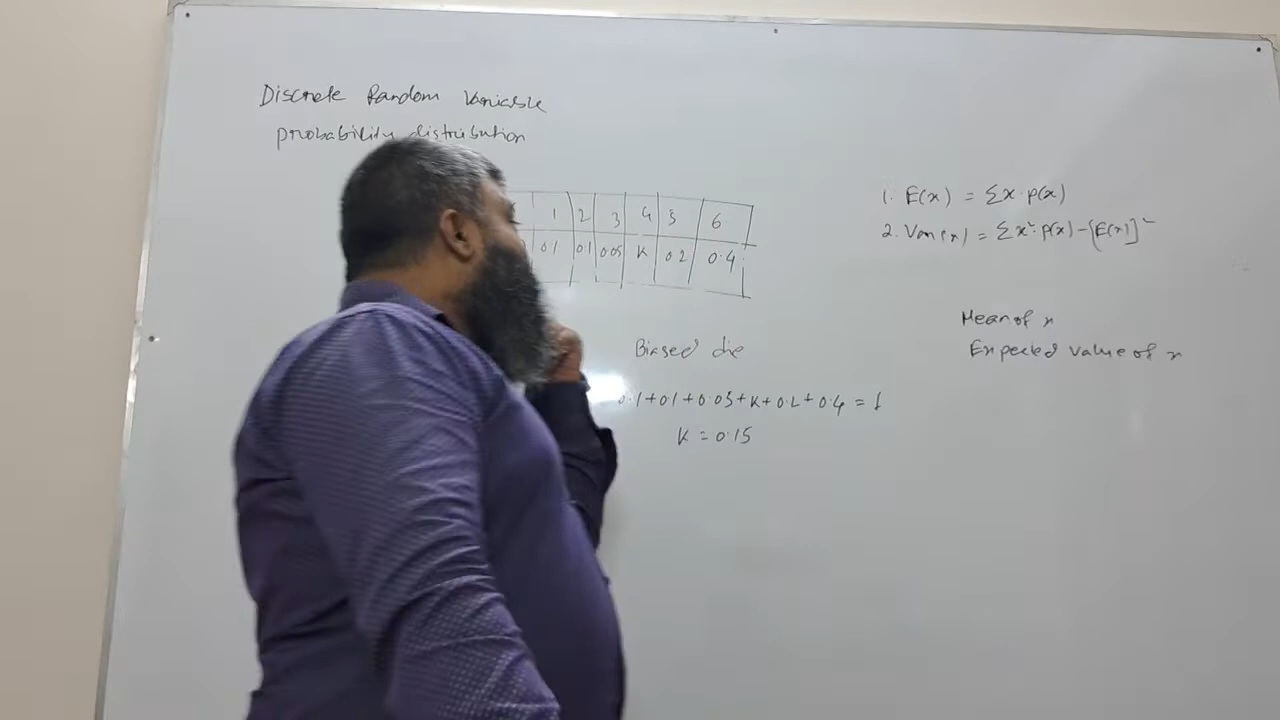 Discrete Random Variable
probability distribution
1 2 3 4 5 6
0.1 0.1 0.05 K 0.2 0.4
Biased die
0.1+0.1+0.05+K+0.2+0.4 = 1
K = 0.15
1. E(x) = Σx·p(x)
2. Var(x) = Σx²·p(x)-[E(x)]²
Mean of x
Expected value of x